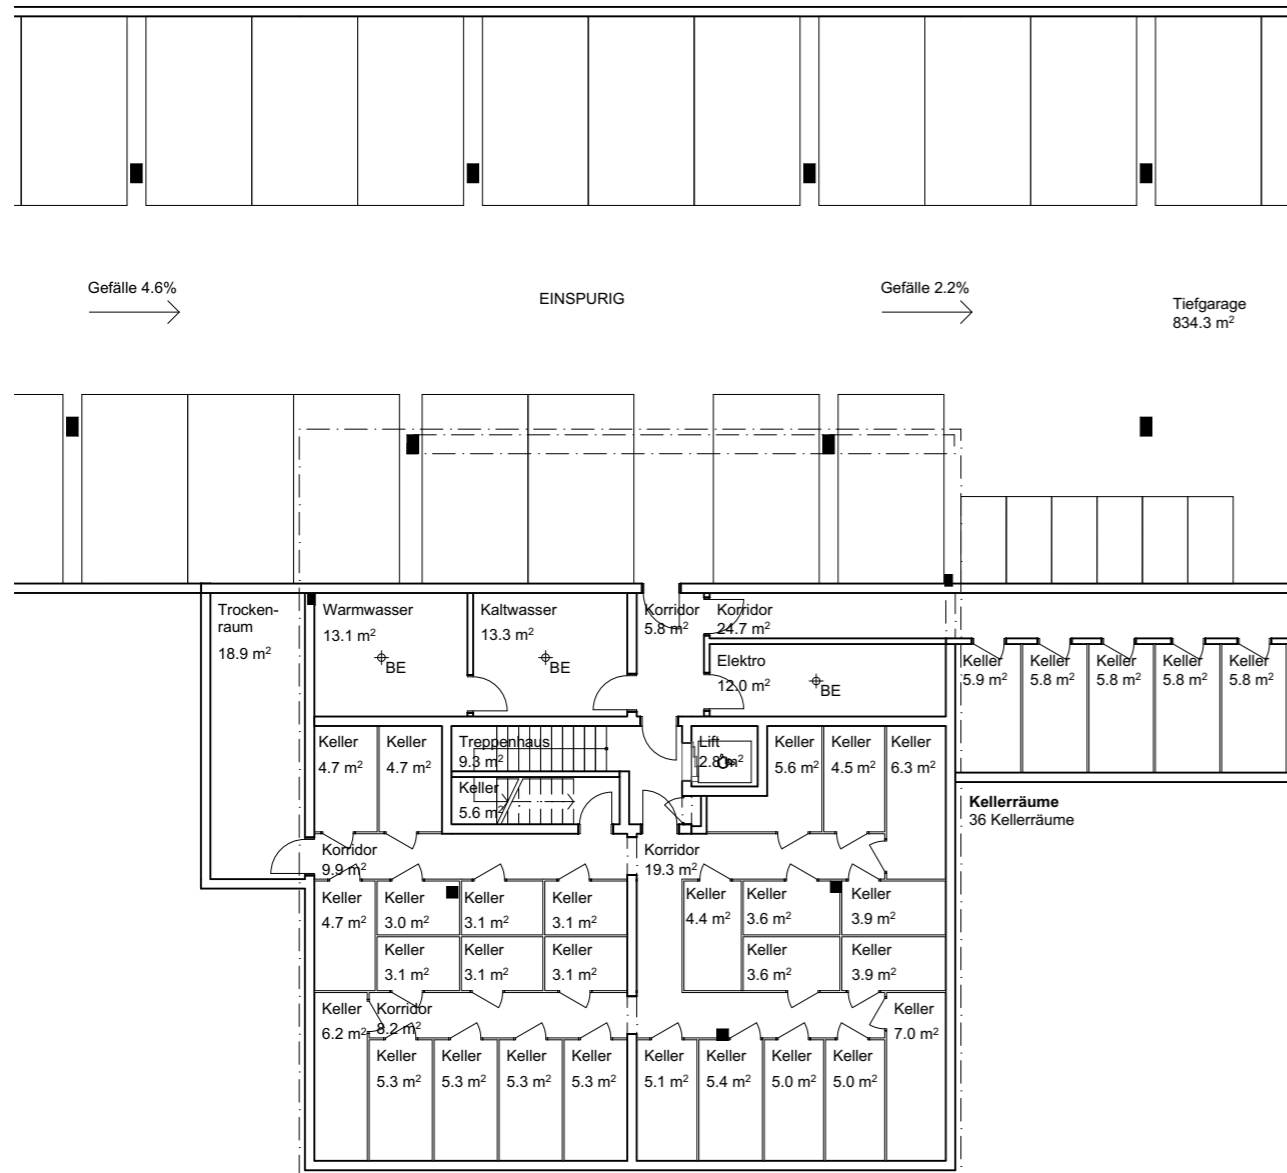 Gefälle 4.6%
EINSPURIG
Gefälle 2.2%
Tiefgarage
834.3 m²
Trocken-
raum
18.9 m²
Warmwasser
13.1 m²
BE
Kaltwasser
13.3 m²
BE
Korridor
5.8 m²
Korridor
24.7 m²
Elektro
12.0 m²
BE
Keller
5.9 m²
Keller
5.8 m²
Keller
5.8 m²
Keller
5.8 m²
Keller
5.8 m²
Keller
4.7 m²
Keller
4.7 m²
Treppenhaus
9.3 m²
Keller
5.6 m²
Lift
2.8 m²
Keller
5.6 m²
Keller
4.5 m²
Keller
6.3 m²
Kellerräume
36 Kellerräume
Korridor
9.9 m²
Korridor
19.3 m²
Keller
4.7 m²
Keller
3.0 m²
Keller
3.1 m²
Keller
3.1 m²
Keller
4.4 m²
Keller
3.6 m²
Keller
3.9 m²
Keller
3.1 m²
Keller
3.1 m²
Keller
3.1 m²
Keller
3.6 m²
Keller
3.9 m²
Keller
6.2 m²
Korridor
8.2 m²
Keller
7.0 m²
Keller
5.3 m²
Keller
5.3 m²
Keller
5.3 m²
Keller
5.3 m²
Keller
5.1 m²
Keller
5.4 m²
Keller
5.0 m²
Keller
5.0 m²